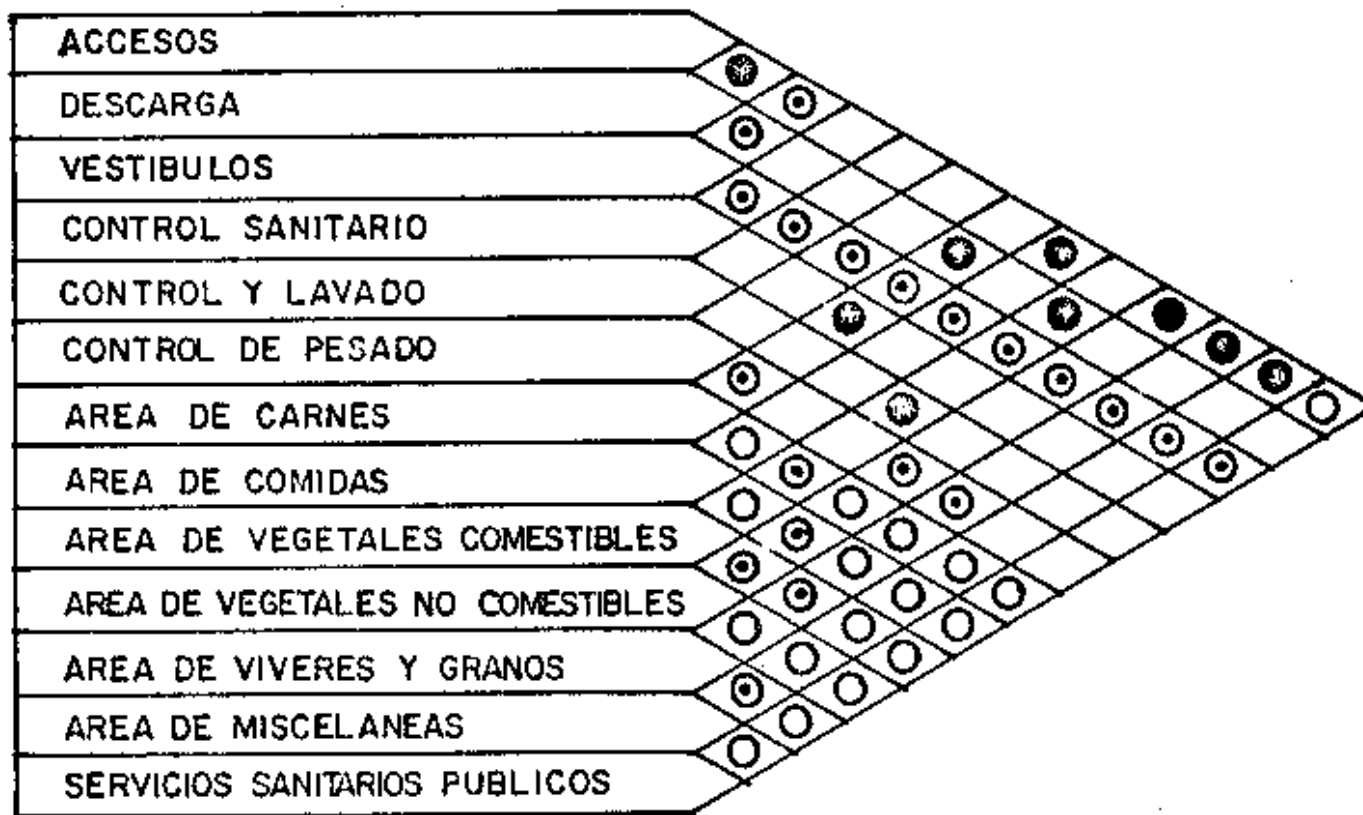 ACCESOS
DESCARGA
VESTIBULOS
CONTROL SANITARIO
CONTROL Y LAVADO
CONTROL DE PESADO
AREA DE CARNES
AREA DE COMIDAS
AREA DE VEGETALES COMESTIBLES
AREA DE VEGETALES NO COMESTIBLES
AREA DE VIVERES Y GRANOS
AREA DE MISCELANEAS
SERVICIOS SANITARIOS PUBLICOS